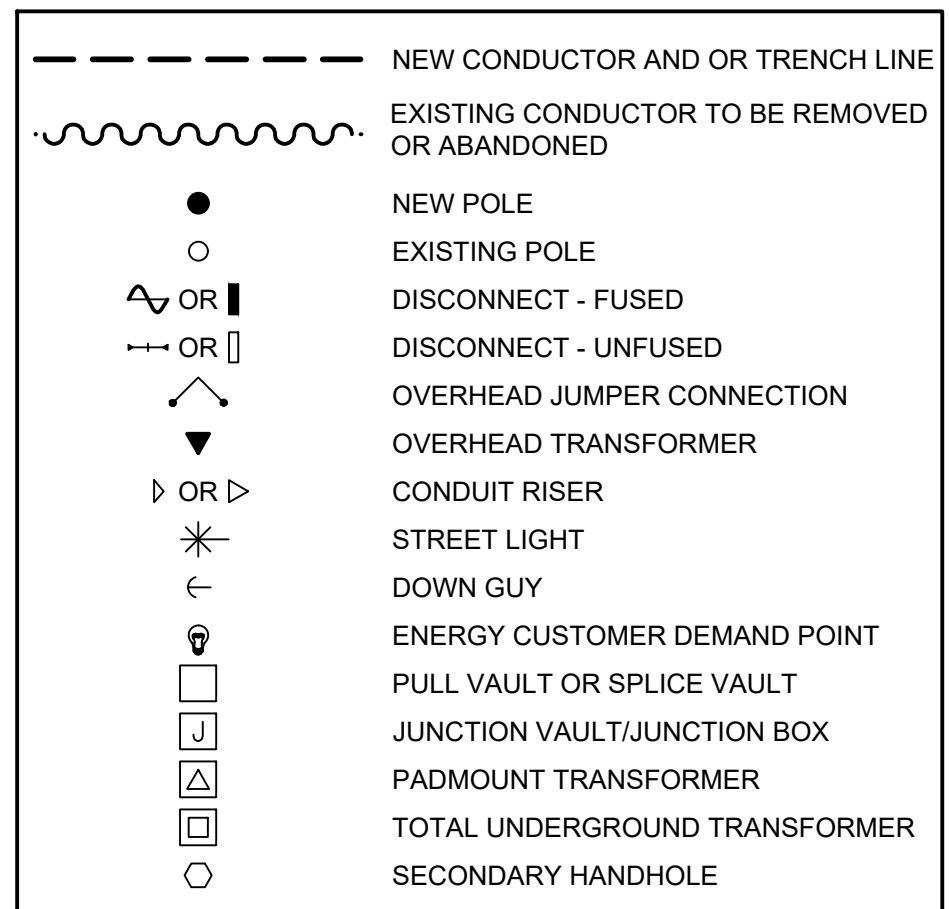 NEW CONDUCTOR AND OR TRENCH LINE
EXISTING CONDUCTOR TO BE REMOVED
OR ABANDONED
NEW POLE
EXISTING POLE
OR DISCONNECT - FUSED
OR DISCONNECT - UNFUSED
OVERHEAD JUMPER CONNECTION
OVERHEAD TRANSFORMER
OR CONDUIT RISER
STREET LIGHT
DOWN GUY
ENERGY CUSTOMER DEMAND POINT
PULL VAULT OR SPLICE VAULT
J JUNCTION VAULT/JUNCTION BOX
PADMOUNT TRANSFORMER
TOTAL UNDERGROUND TRANSFORMER
SECONDARY HANDHOLE